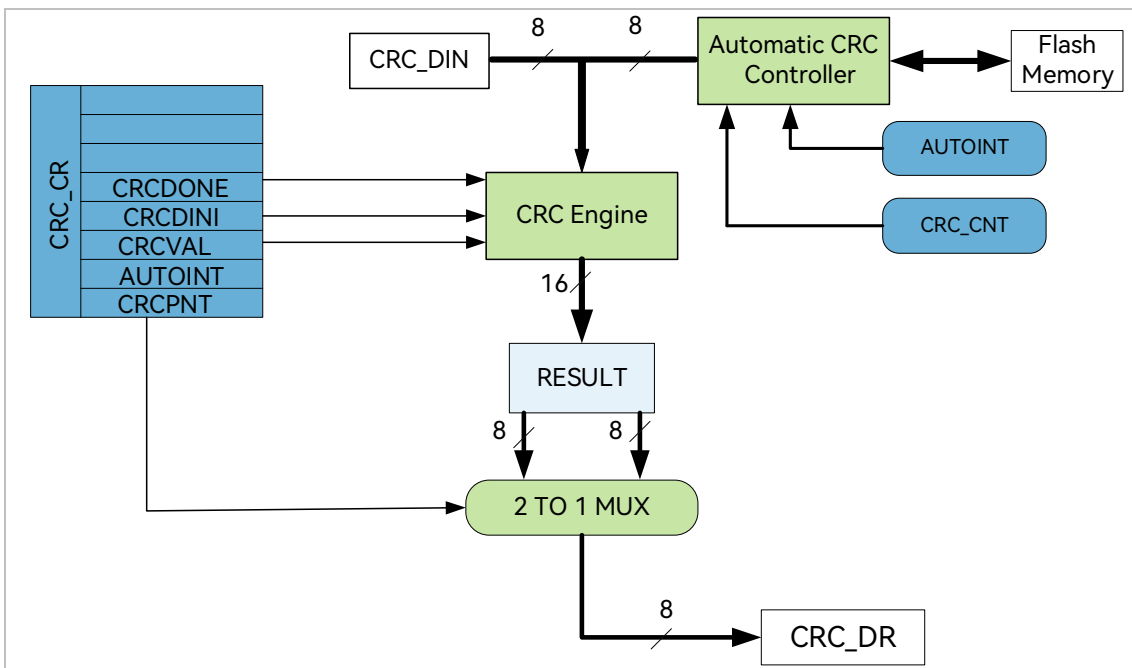 8
8
CRC_DIN
Automatic CRC
Controller
Flash
Memory
AUTOINT
CRC_CNT
CRC_CR
CRCDONE
CRCDINI
CRCVAL
AUTOINT
CRCPNT
CRC Engine
16
RESULT
8
8
2 TO 1 MUX
8
CRC_DR